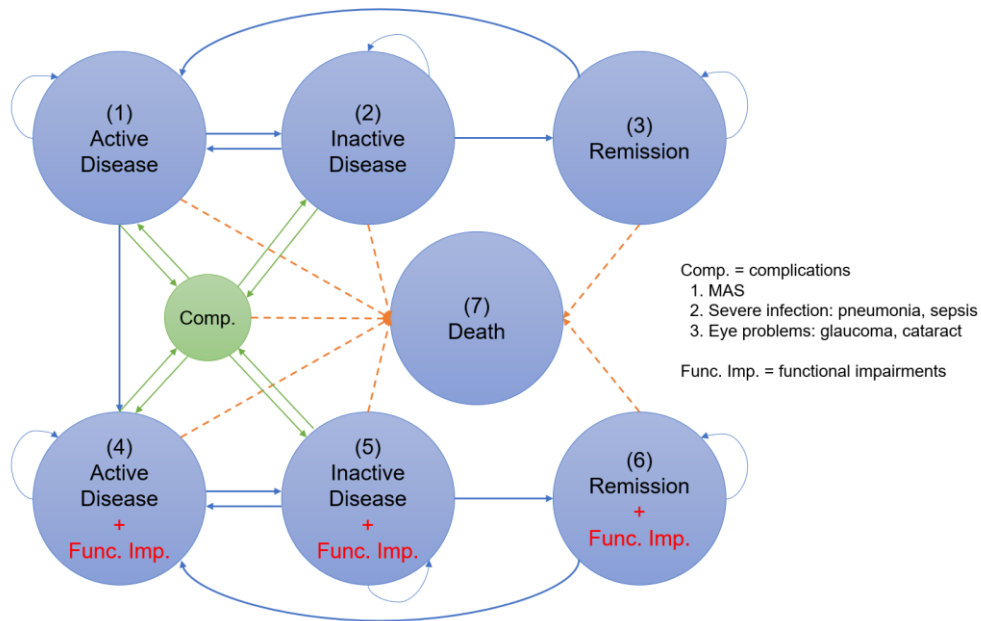 (1)
Active
Disease
(2)
Inactive
Disease
(3)
Remission
Comp.
(7)
Death
Comp. = complications
1. MAS
2. Severe infection: pneumonia, sepsis
3. Eye problems: glaucoma, cataract
Func. Imp. = functional impairments
(4)
Active
Disease
+
Func. Imp.
(5)
Inactive
Disease
+
Func. Imp.
(6)
Remission
+
Func. Imp.